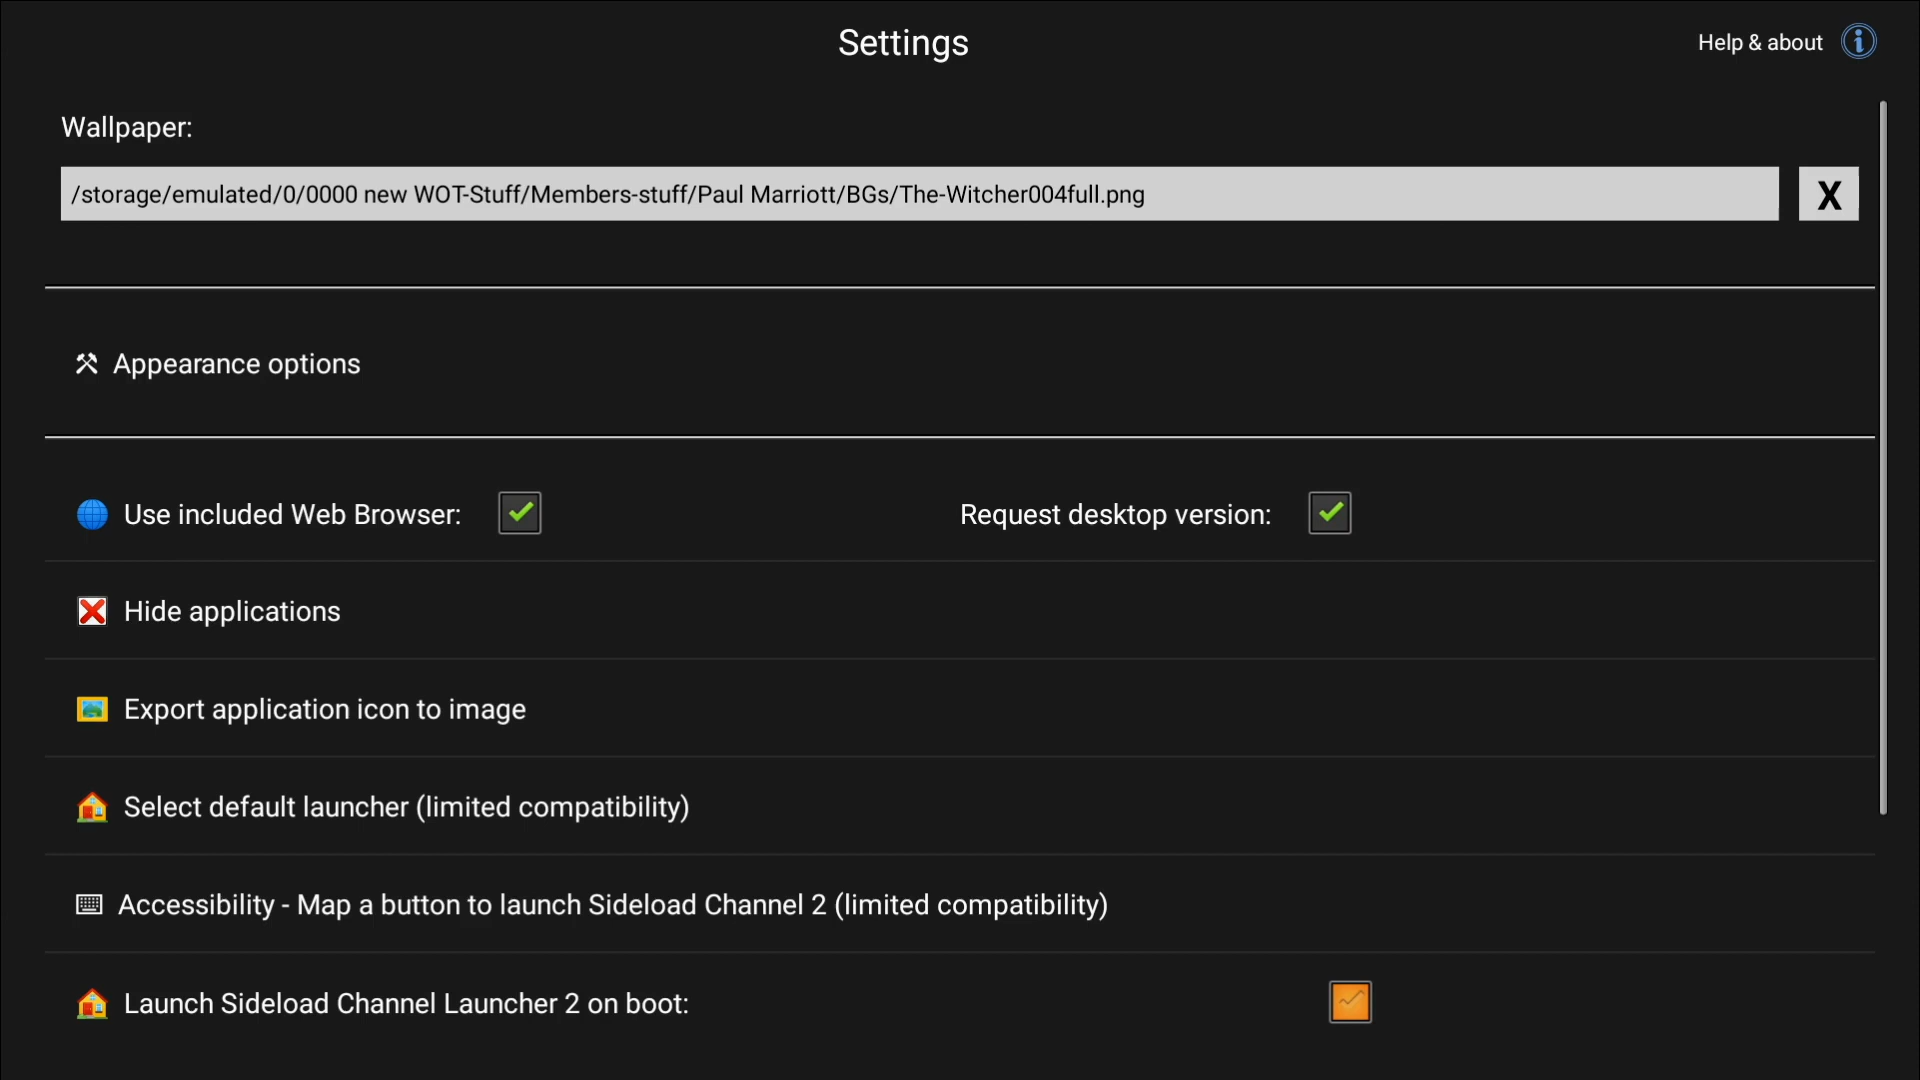 Settings
Help & about
Wallpaper:
/storage/emulated/0/0000 new WOT-Stuff/Members-stuff/Paul Marriott/BGs/The-Witcher004full.png
X
Appearance options
Use included Web Browser:
Request desktop version:
Hide applications
Export application icon to image
Select default launcher (limited compatibility)
Accessibility - Map a button to launch Sideload Channel 2 (limited compatibility)
Launch Sideload Channel Launcher 2 on boot: